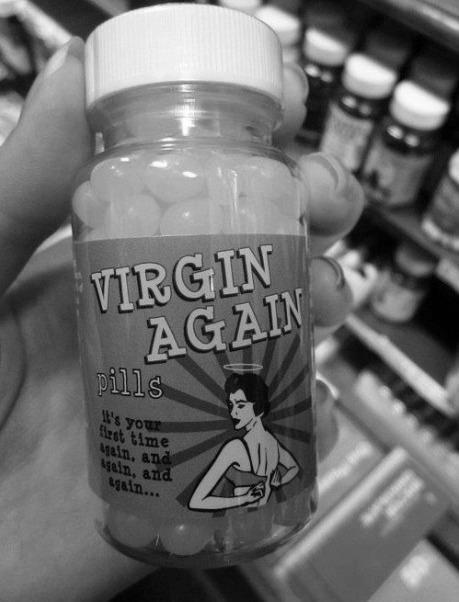 VIRGIN
AGAIN
pills
it's your
first time
again, and
again, and
again...